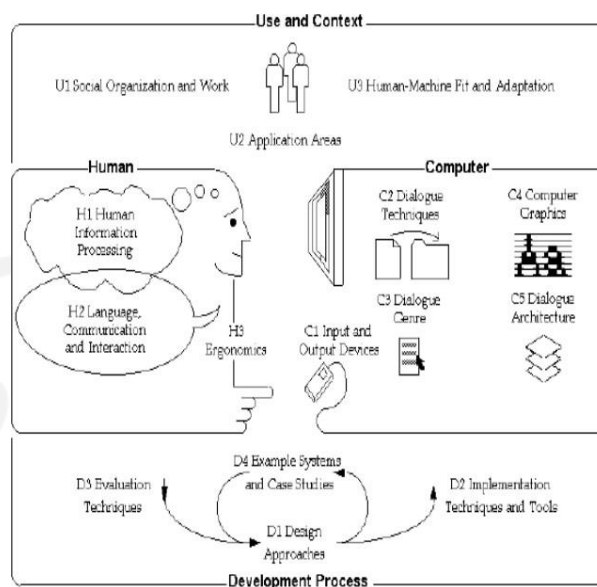 Use and Context
U1 Social Organization and Work
U3 Human-Machine Fit and Adaptation
U2 Application Areas
Human
H1 Human
Information
Processing
H2 Language,
Communication
and Interaction
H3
Ergonomics
Computer
C2 Dialogue
Techniques
C4 Computer
Graphics
C3 Dialogue
Genre
C5 Dialogue
Architecture
C1 Input and
Output Devices
D3 Evaluation
Techniques
D4 Example Systems
and Case Studies
D2 Implementation
Techniques and Tools
D1 Design
Approaches
Development Process